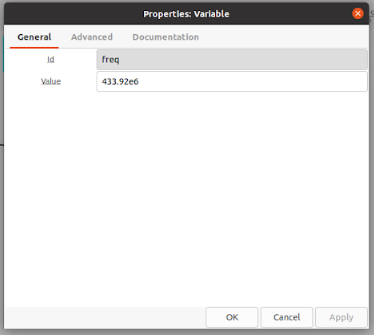 Properties: Variable
General Advanced Documentation
Id freq
Value 433.92e6
OK Cancel Apply